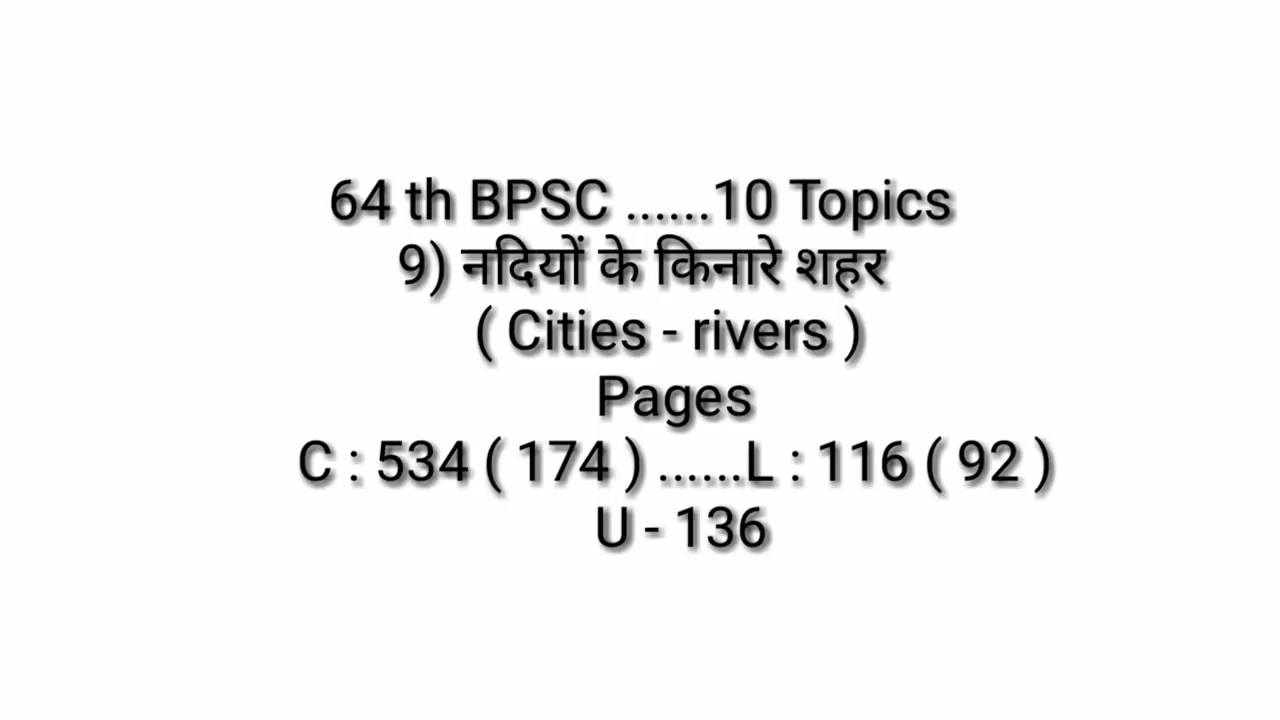 64 th BPSC ......10 Topics
9) नदियों के किनारे शहर
( Cities - rivers )
Pages
C : 534 ( 174 ) ......L : 116 ( 92 )
U - 136